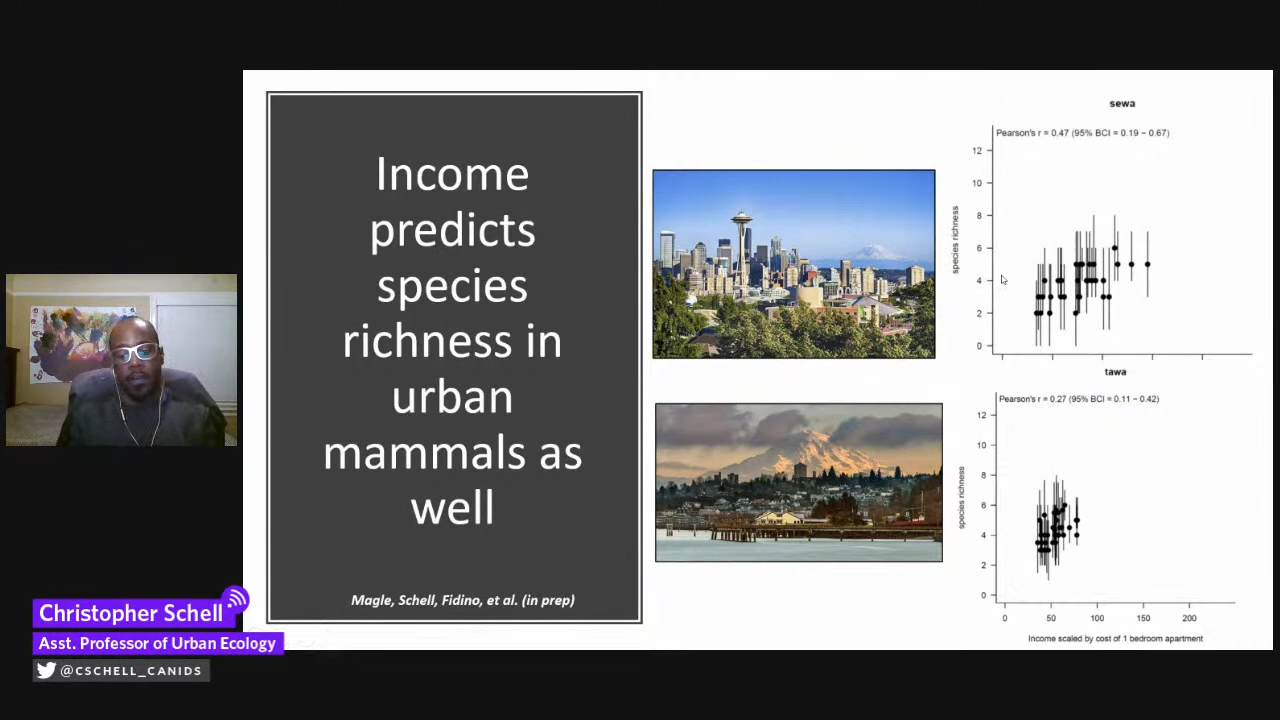 Income
predicts
species
richness in
urban
mammals as
well
Magle, Schell, Fidino, et al. (in prep)
sewa
Pearson's r = 0.47 (95% BCI = 0.19 − 0.67)
species richness
12
10
8
6
4
2
0
tawa
Pearson's r = 0.27 (95% BCI = 0.11 − 0.42)
species richness
12
10
8
6
4
2
0
0 50 100 150 200
Income scaled by cost of 1 bedroom apartment
Christopher Schell
Asst. Professor of Urban Ecology
@CSCHELL_CANIDS